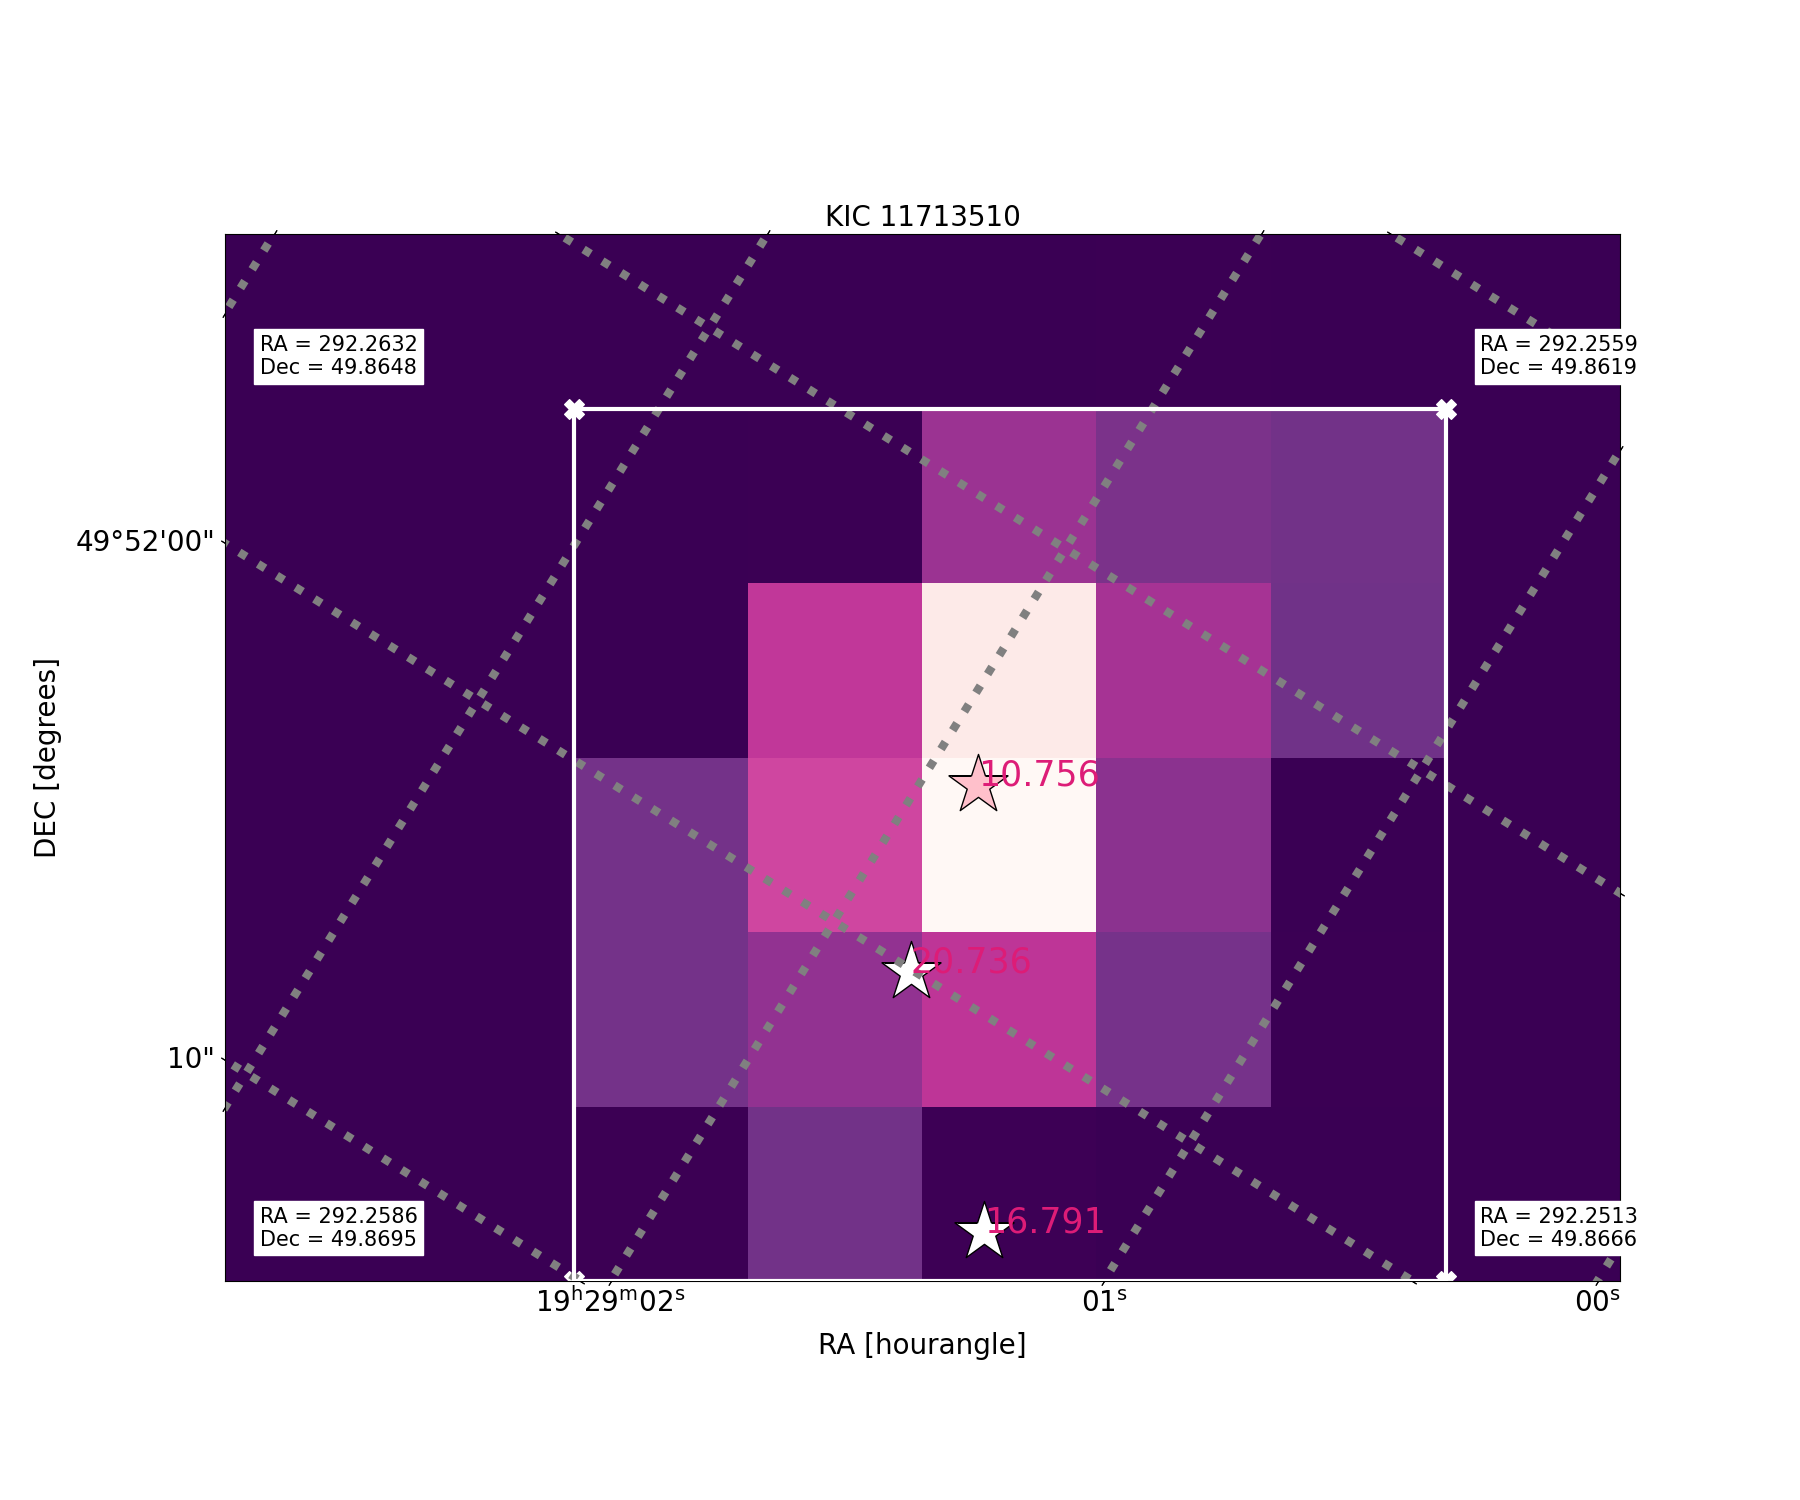 KIC 11713510
RA = 292.2632
Dec = 49.8648
RA = 292.2559
Dec = 49.8619
49°52'00"
10.756
DEC [degrees]
20.736
10"
RA = 292.2586
Dec = 49.8695
16.791
RA = 292.2513
Dec = 49.8666
19ʰ29ᵐ02ˢ
01ˢ
00ˢ
RA [hourangle]